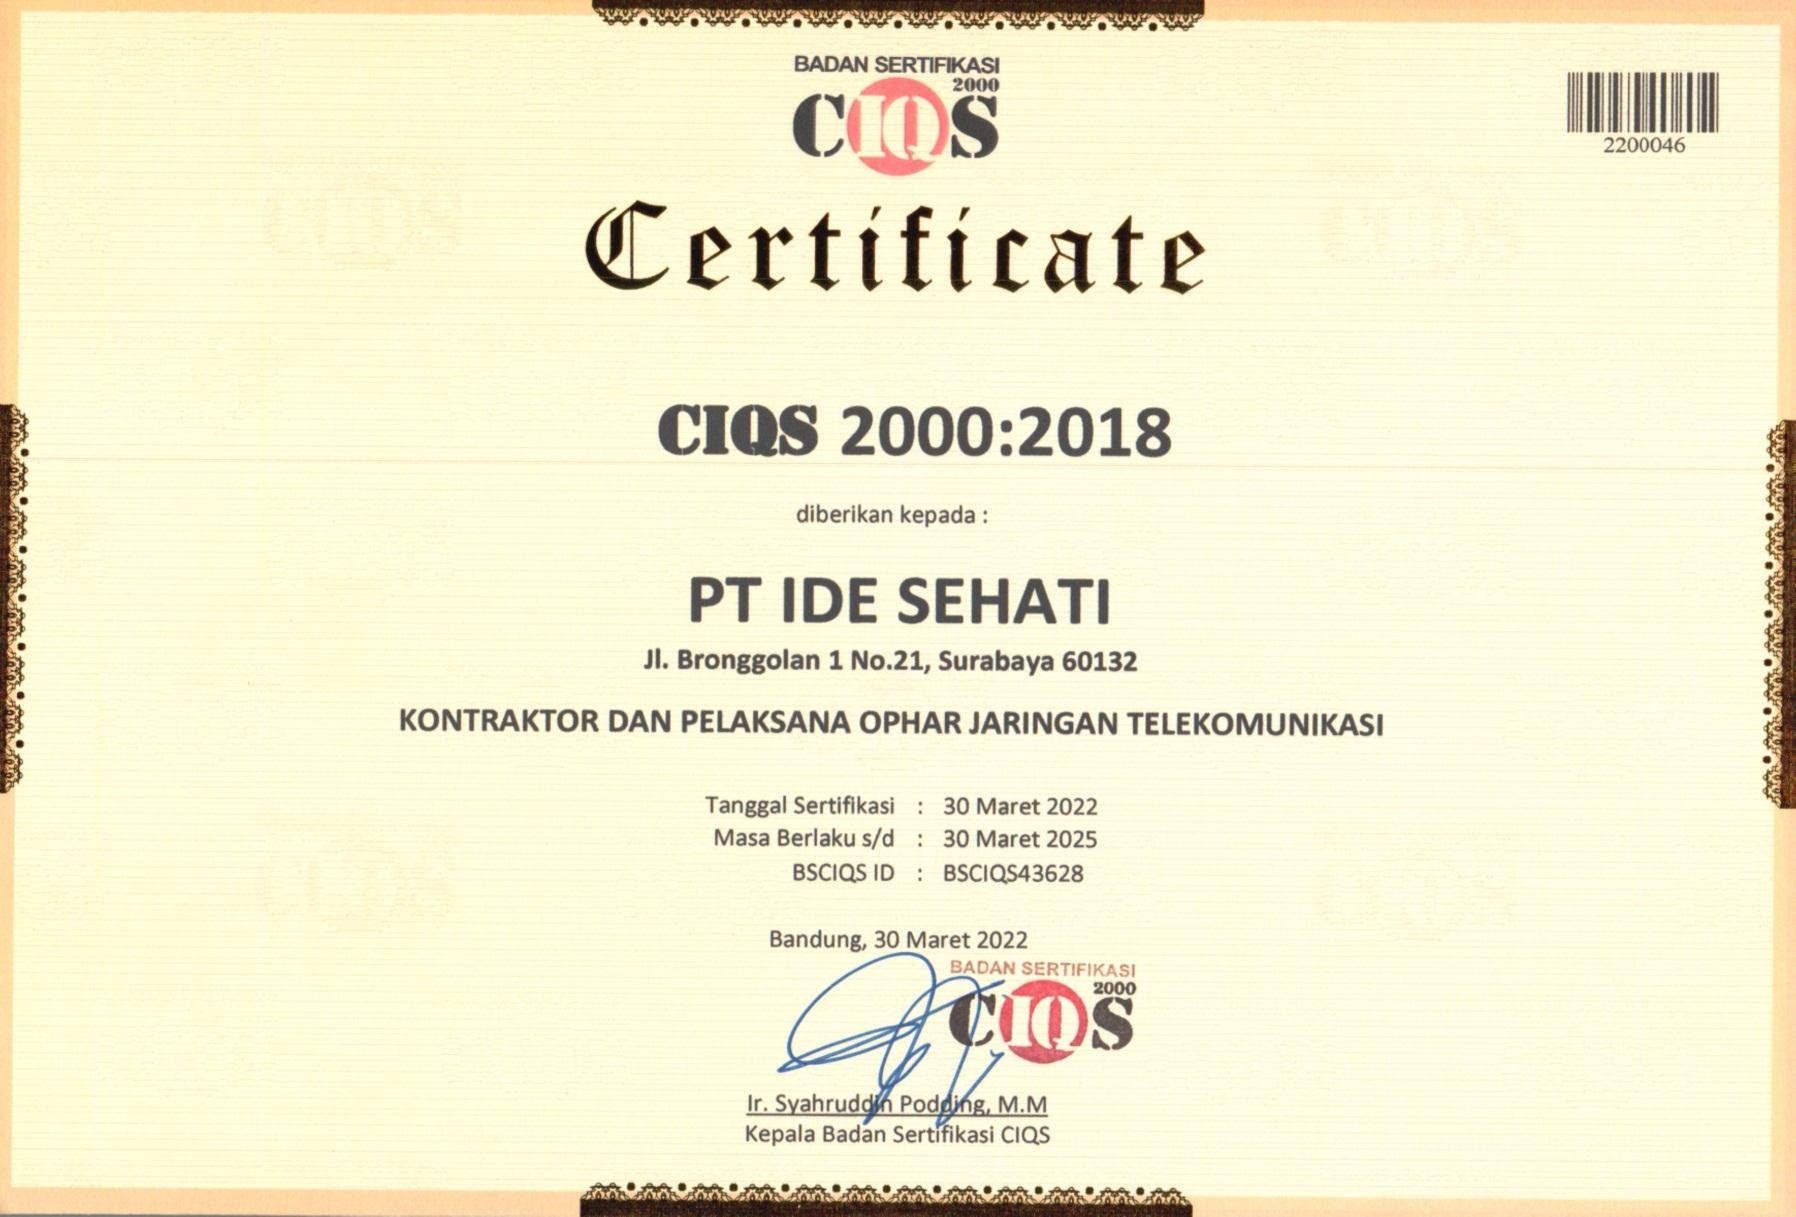 BADAN SERTIFIKASI
2000
CIQS
2200046
Certificate
CIQS 2000:2018
diberikan kepada :
PT IDE SEHATI
Jl. Bronggolan 1 No.21, Surabaya 60132
KONTRAKTOR DAN PELAKSANA OPHAR JARINGAN TELEKOMUNIKASI
Tanggal Sertifikasi : 30 Maret 2022
Masa Berlaku s/d : 30 Maret 2025
BSCIQS ID : BSCIQS43628
Bandung, 30 Maret 2022
BADAN SERTIFIKASI
2000
CIQS
Ir. Syahruddin Podding, M.M
Kepala Badan Sertifikasi CIQS